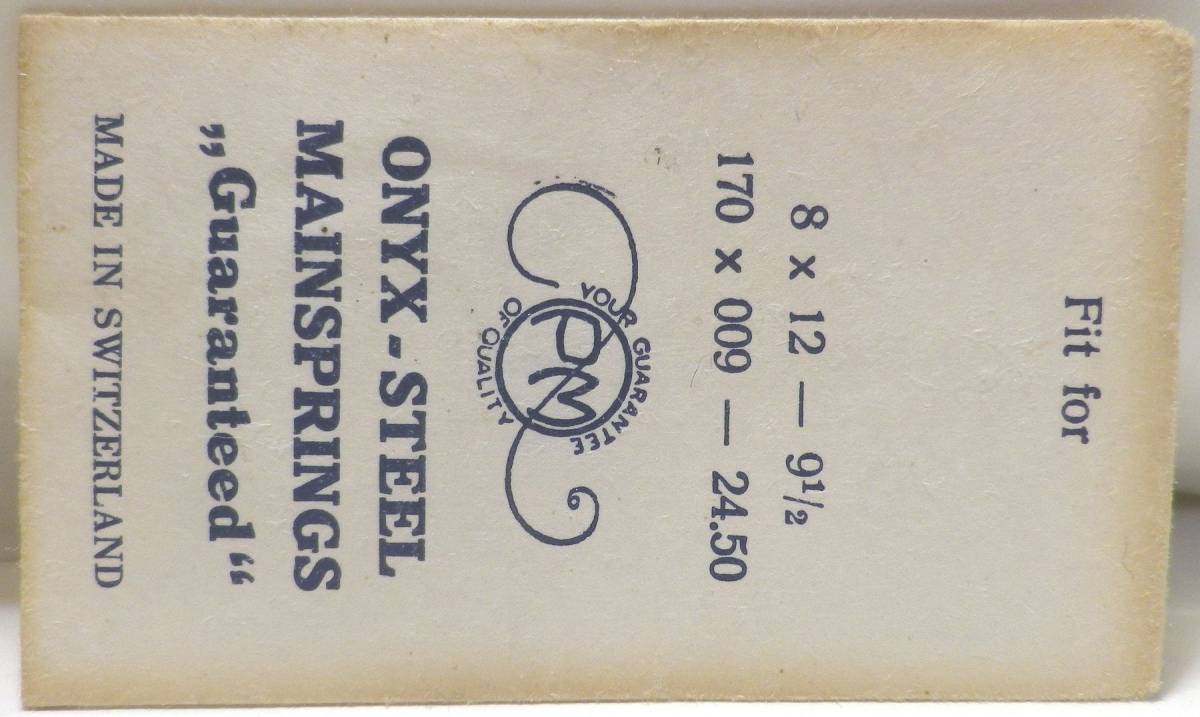 Fit for
8 x 12 — 9¹/₂
170 x 009 — 24.50
YOUR GUARANTEE
PM
OF QUALITY
ONYX-STEEL
MAINSPRINGS
„Guaranteed“
MADE IN SWITZERLAND